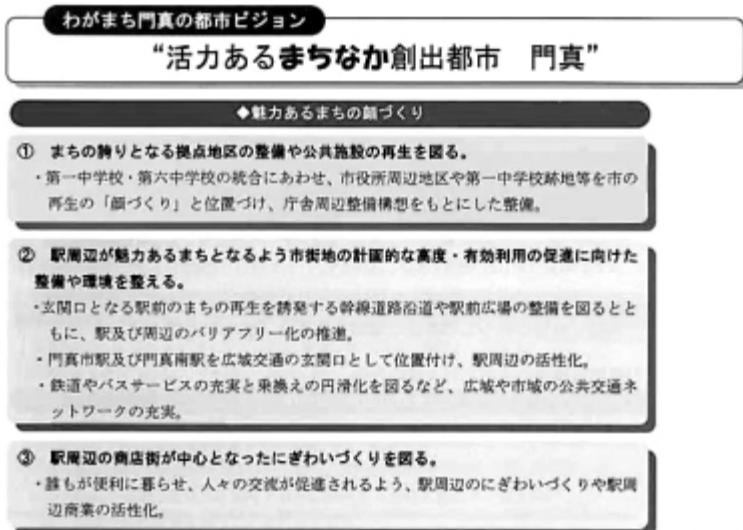 わがまち門真の都市ビジョン
“活力あるまちなか創出都市　門真”
◆魅力あるまちの顔づくり
① まちの誇りとなる拠点地区の整備や公共施設の再生を図る。
・第一中学校・第六中学校の統合にあわせ、市役所周辺地区や第一中学校跡地等を市の
再生の「顔づくり」と位置づけ、庁舎周辺整備構想をもとにした整備。
② 駅周辺が魅力あるまちとなるよう市街地の計画的な高度・有効利用の促進に向けた
整備や環境を整える。
・玄関口となる駅前のまちの再生を誘発する幹線道路沿道や駅前広場の整備を図るとと
もに、駅及び周辺のバリアフリー化の推進。
・門真市駅及び門真南駅を広域交通の玄関口として位置付け、駅周辺の活性化。
・鉄道やバスサービスの充実と乗換えの円滑化を図るなど、広域や市域の公共交通ネ
ットワークの充実。
③ 駅周辺の商店街が中心となったにぎわいづくりを図る。
・誰もが便利に暮らせ、人々の交流が促進されるよう、駅周辺のにぎわいづくりや駅周
辺商業の活性化。